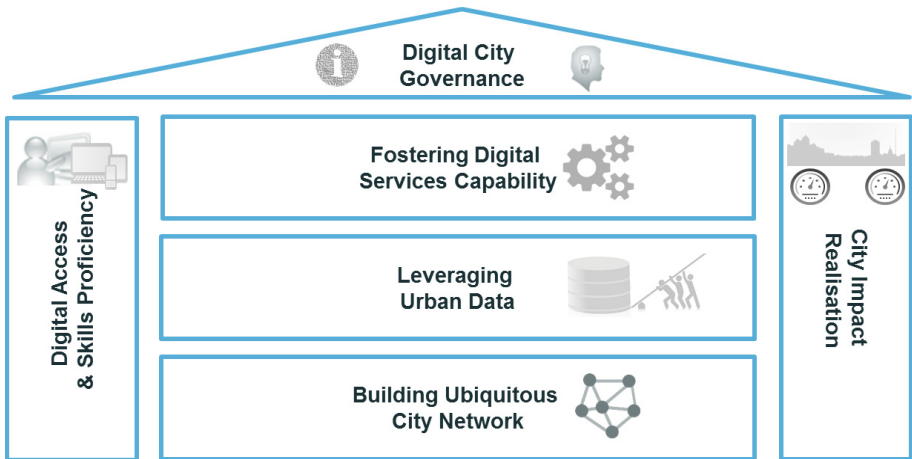 Digital City
Governance
Digital Access
& Skills Proficiency
Fostering Digital
Services Capability
Leveraging
Urban Data
Building Ubiquitous
City Network
City Impact
Realisation